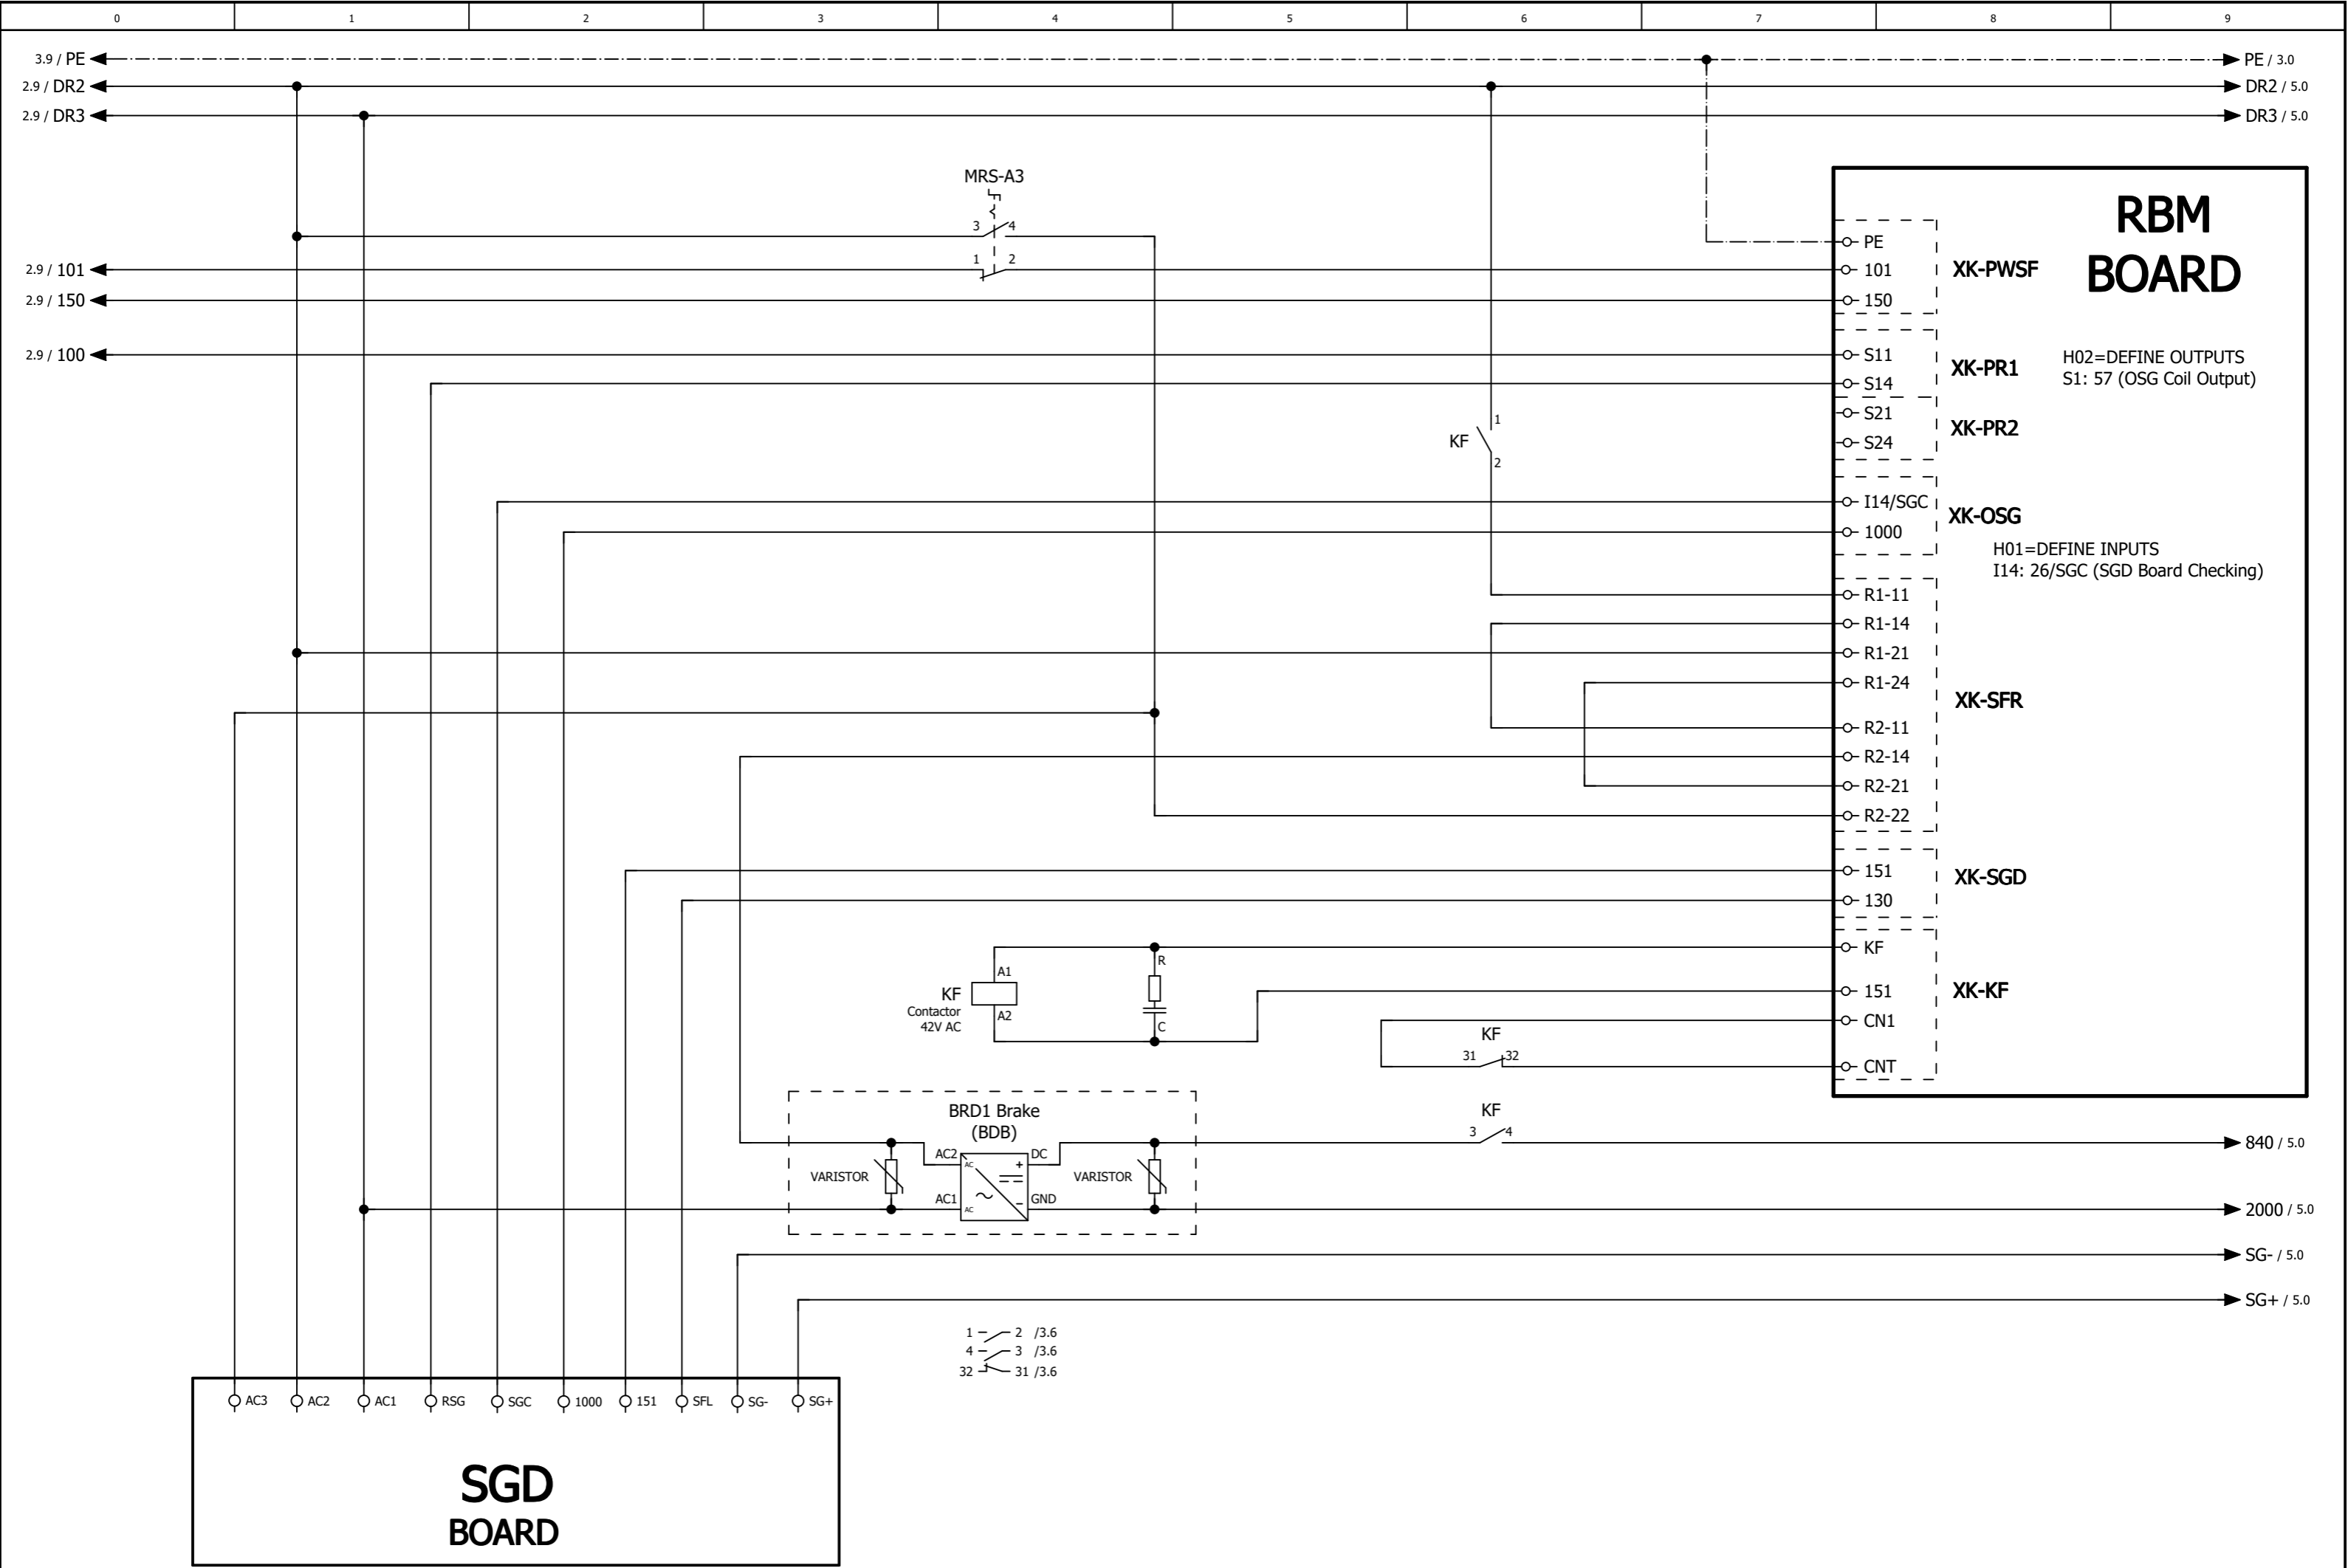 0 1 2 3 4 5 6 7 8 9
3.9 / PE PE / 3.0
2.9 / DR2 DR2 / 5.0
2.9 / DR3 DR3 / 5.0
MRS-A3
3 4
2.9 / 101 1 2
2.9 / 150
2.9 / 100
RBM
BOARD
PE
101 XK-PWSF
150
S11
S14 XK-PR1
H02=DEFINE OUTPUTS
S1: 57 (OSG Coil Output)
S21
S24 XK-PR2
KF 1
2
I14/SGC
1000 XK-OSG
H01=DEFINE INPUTS
I14: 26/SGC (SGD Board Checking)
R1-11
R1-14
R1-21
R1-24
XK-SFR
R2-11
R2-14
R2-21
R2-22
151
130 XK-SGD
KF
151 XK-KF
CN1
CNT
KF
Contactor
42V AC
A1
A2
R
C
KF
31 32
BRD1 Brake
(BDB)
VARISTOR
AC2 AC + DC
AC1 AC − GND
VARISTOR
KF
3 4
840 / 5.0
2000 / 5.0
SG- / 5.0
SG+ / 5.0
1 2 /3.6
4 3 /3.6
32 31 /3.6
AC3 AC2 AC1 RSG SGC 1000 151 SFL SG- SG+
SGD
BOARD